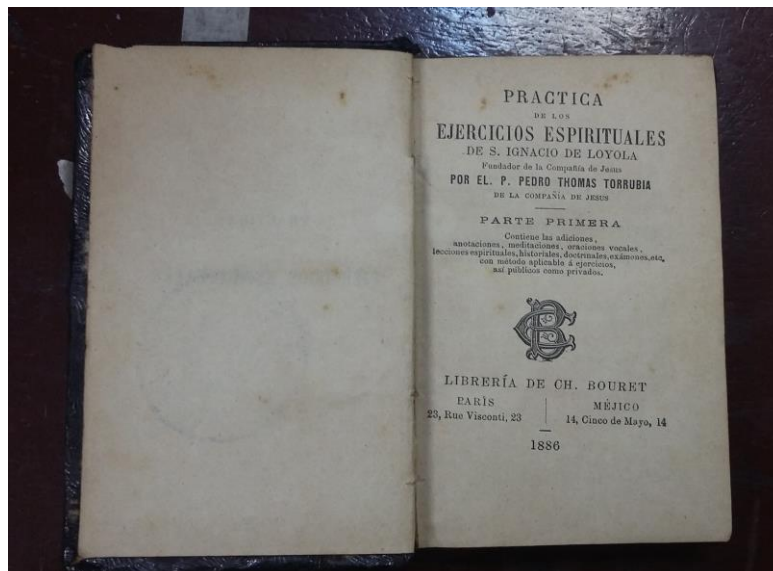 PRACTICA
DE LOS
EJERCICIOS ESPIRITUALES
DE S. IGNACIO DE LOYOLA
Fundador de la Compañía de Jesus
POR EL. P. PEDRO THOMAS TORRUBIA
DE LA COMPAÑÍA DE JESUS
PARTE PRIMERA
Contiene las adiciones,
anotaciones, meditaciones, oraciones vocales,
lecciones espirituales, historiales, doctrinales, exámenes, etc,
con método aplicable á ejercicios,
así públicos como privados.
CB
LIBRERÍA DE CH. BOURET
PARÌS
23, Rue Visconti, 23
MÉJICO
14, Cinco de Mayo, 14
1886